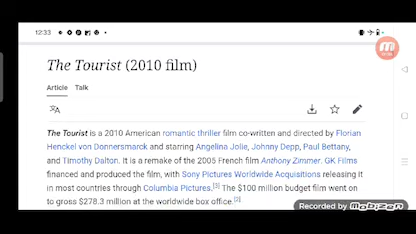 12:33
The Tourist (2010 film)
Article Talk
The Tourist is a 2010 American romantic thriller film co-written and directed by Florian
Henckel von Donnersmarck and starring Angelina Jolie, Johnny Depp, Paul Bettany,
and Timothy Dalton. It is a remake of the 2005 French film Anthony Zimmer. GK Films
financed and produced the film, with Sony Pictures Worldwide Acquisitions releasing it
in most countries through Columbia Pictures.[3] The $100 million budget film went on
to gross $278.3 million at the worldwide box office.[2]
Recorded by Mobizen